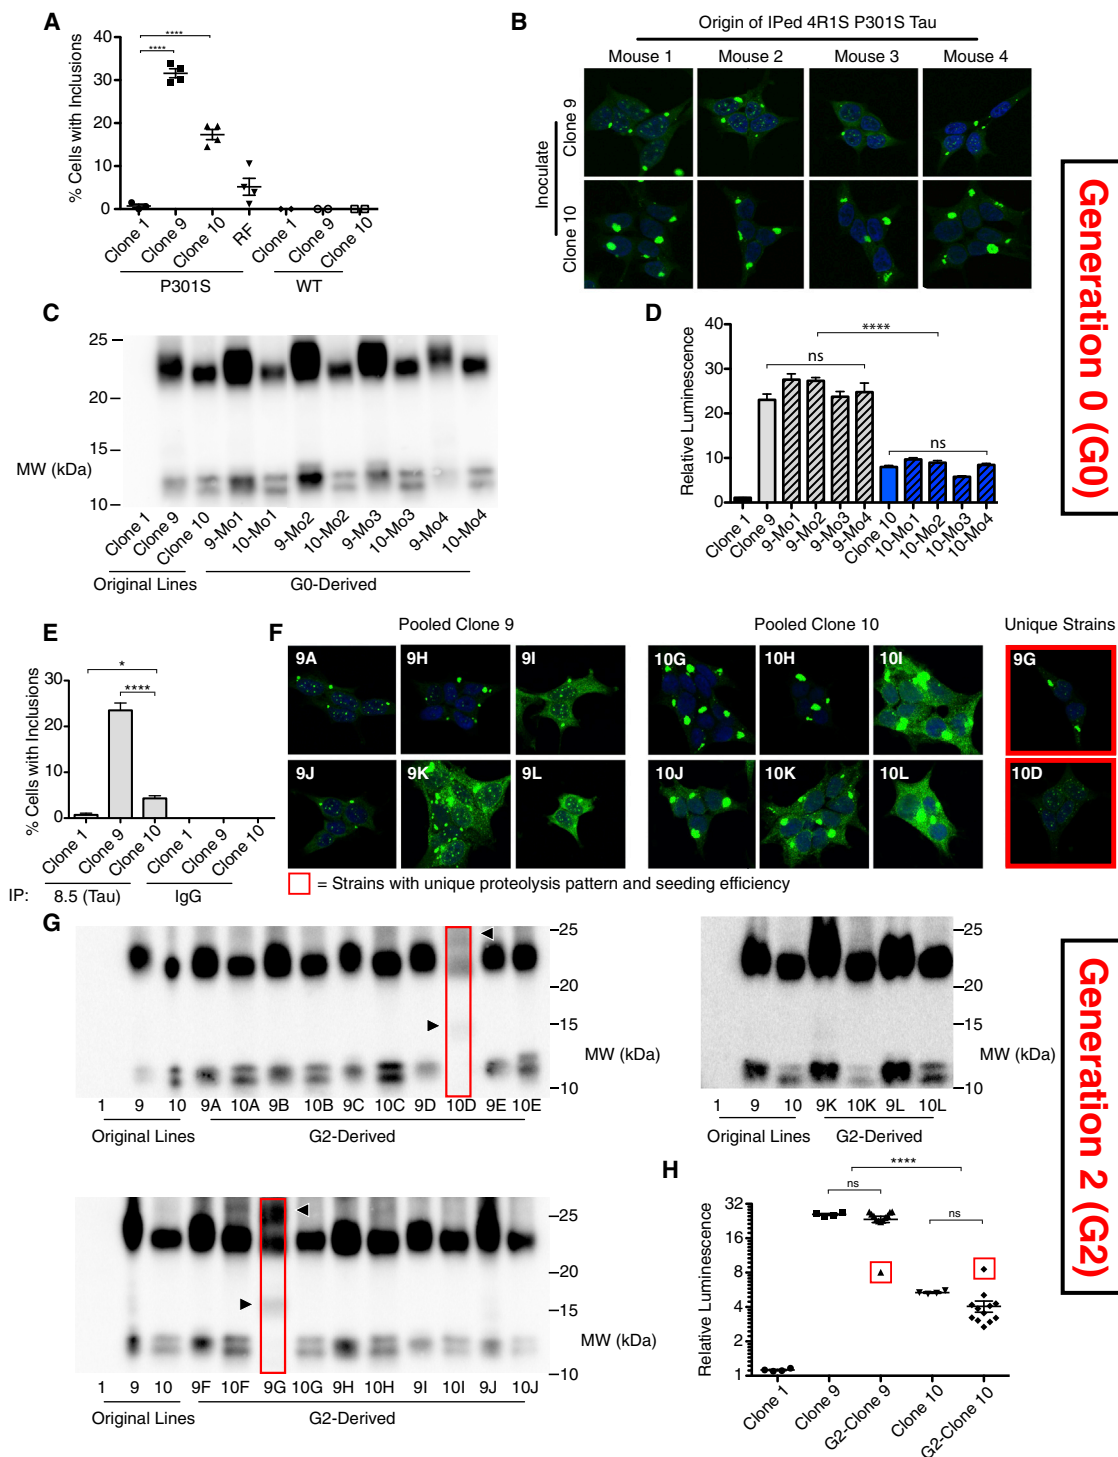 A
% Cells with Inclusions
40
30
20
10
0
****
****
Clone 1
Clone 9
Clone 10
RF
Clone 1
Clone 9
Clone 10
P301S
WT
B
Origin of IPed 4R1S P301S Tau
Mouse 1
Mouse 2
Mouse 3
Mouse 4
Inoculate
Clone 9
Clone 10
Generation 0 (G0)
C
25
20
15
MW (kDa)
10
Clone 1
Clone 9
Clone 10
9-Mo1
10-Mo1
9-Mo2
10-Mo2
9-Mo3
10-Mo3
9-Mo4
10-Mo4
Original Lines
G0-Derived
D
Relative Luminescence
40
30
20
10
0
****
ns
ns
Clone 1
Clone 9
9-Mo1
9-Mo2
9-Mo3
9-Mo4
Clone 10
10-Mo1
10-Mo2
10-Mo3
10-Mo4
E
% Cells with Inclusions
30
20
10
0
*
****
Clone 1
Clone 9
Clone 10
Clone 1
Clone 9
Clone 10
IP:
8.5 (Tau)
IgG
F
Pooled Clone 9
Pooled Clone 10
Unique Strains
9A
9H
9I
10G
10H
10I
9G
9J
9K
9L
10J
10K
10L
10D
= Strains with unique proteolysis pattern and seeding efficiency
Generation 2 (G2)
G
25
20
15
MW (kDa)
10
1 9 10 9A 10A 9B 10B 9C 10C 9D 10D 9E 10E
Original Lines
G2-Derived
25
20
15
MW (kDa)
10
1 9 10 9K 10K 9L 10L
Original Lines
G2-Derived
25
20
15
MW (kDa)
10
1 9 10 9F 10F 9G 10G 9H 10H 9I 10I 9J 10J
Original Lines
G2-Derived
H
Relative Luminescence
32
16
8
4
2
1
****
ns
ns
Clone 1
Clone 9
G2-Clone 9
Clone 10
G2-Clone 10